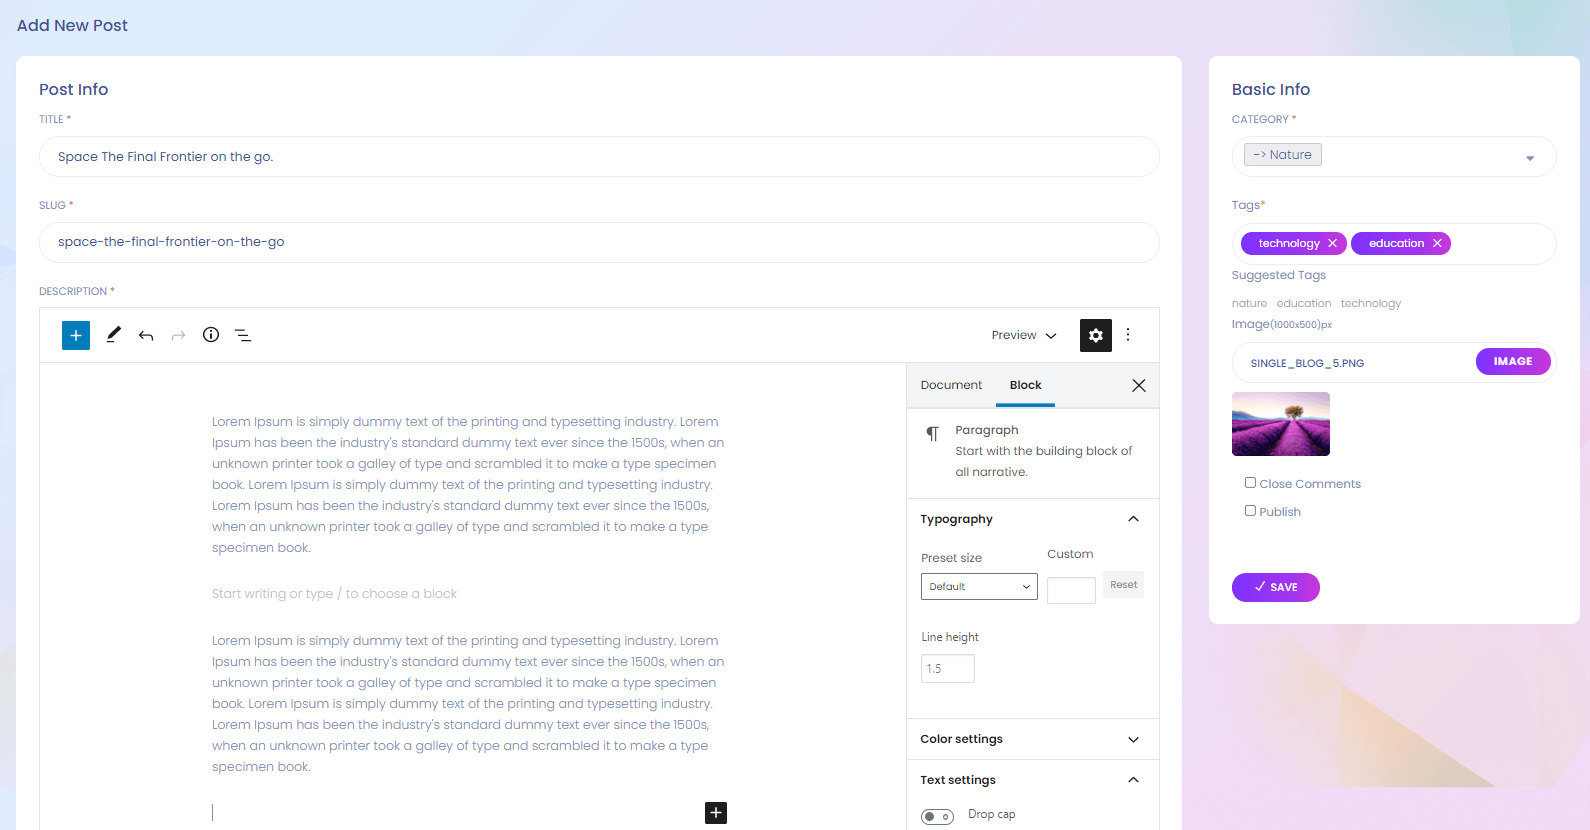 Add New Post
Post Info
TITLE *
Space The Final Frontier on the go.
SLUG *
space-the-final-frontier-on-the-go
DESCRIPTION *
Preview
Lorem Ipsum is simply dummy text of the printing and typesetting industry. Lorem
Ipsum has been the industry's standard dummy text ever since the 1500s, when an
unknown printer took a galley of type and scrambled it to make a type specimen
book. Lorem Ipsum is simply dummy text of the printing and typesetting industry.
Lorem Ipsum has been the industry's standard dummy text ever since the 1500s,
when an unknown printer took a galley of type and scrambled it to make a type
specimen book.
Start writing or type / to choose a block
Lorem Ipsum is simply dummy text of the printing and typesetting industry. Lorem
Ipsum has been the industry's standard dummy text ever since the 1500s, when an
unknown printer took a galley of type and scrambled it to make a type specimen
book. Lorem Ipsum is simply dummy text of the printing and typesetting industry.
Lorem Ipsum has been the industry's standard dummy text ever since the 1500s,
when an unknown printer took a galley of type and scrambled it to make a type
specimen book.
Document Block
Paragraph
Start with the building block of
all narrative.
Typography
Preset size Custom
Default Reset
Line height
1.5
Color settings
Text settings
Drop cap
Basic Info
CATEGORY *
-> Nature
Tags*
technology education
Suggested Tags
nature education technology
Image(1000x500)px
SINGLE_BLOG_5.PNG IMAGE
Close Comments
Publish
SAVE